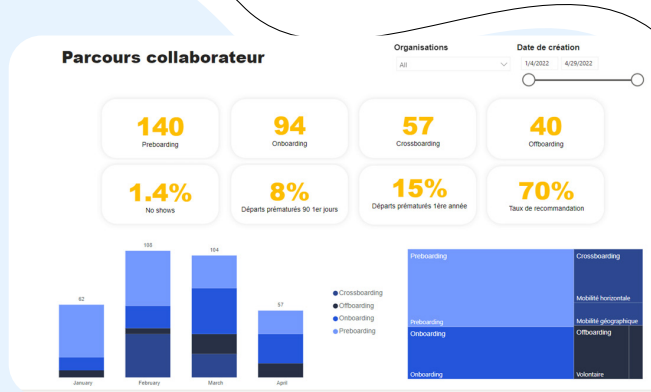 Parcours collaborateur
Organisations
All
Date de création
1/4/2022 4/29/2022
140
Preboarding
94
Onboarding
57
Crossboarding
40
Offboarding
1.4%
No shows
8%
Départs prématurés 90 1er jours
15%
Départs prématurés 1ère année
70%
Taux de recommandation
62
108
104
57
January
February
March
April
Crossboarding
Offboarding
Onboarding
Preboarding
Preboarding
Preboarding
Onboarding
Onboarding
Crossboarding
Mobilité horizontale
Mobilité géographique
Offboarding
Volontaire